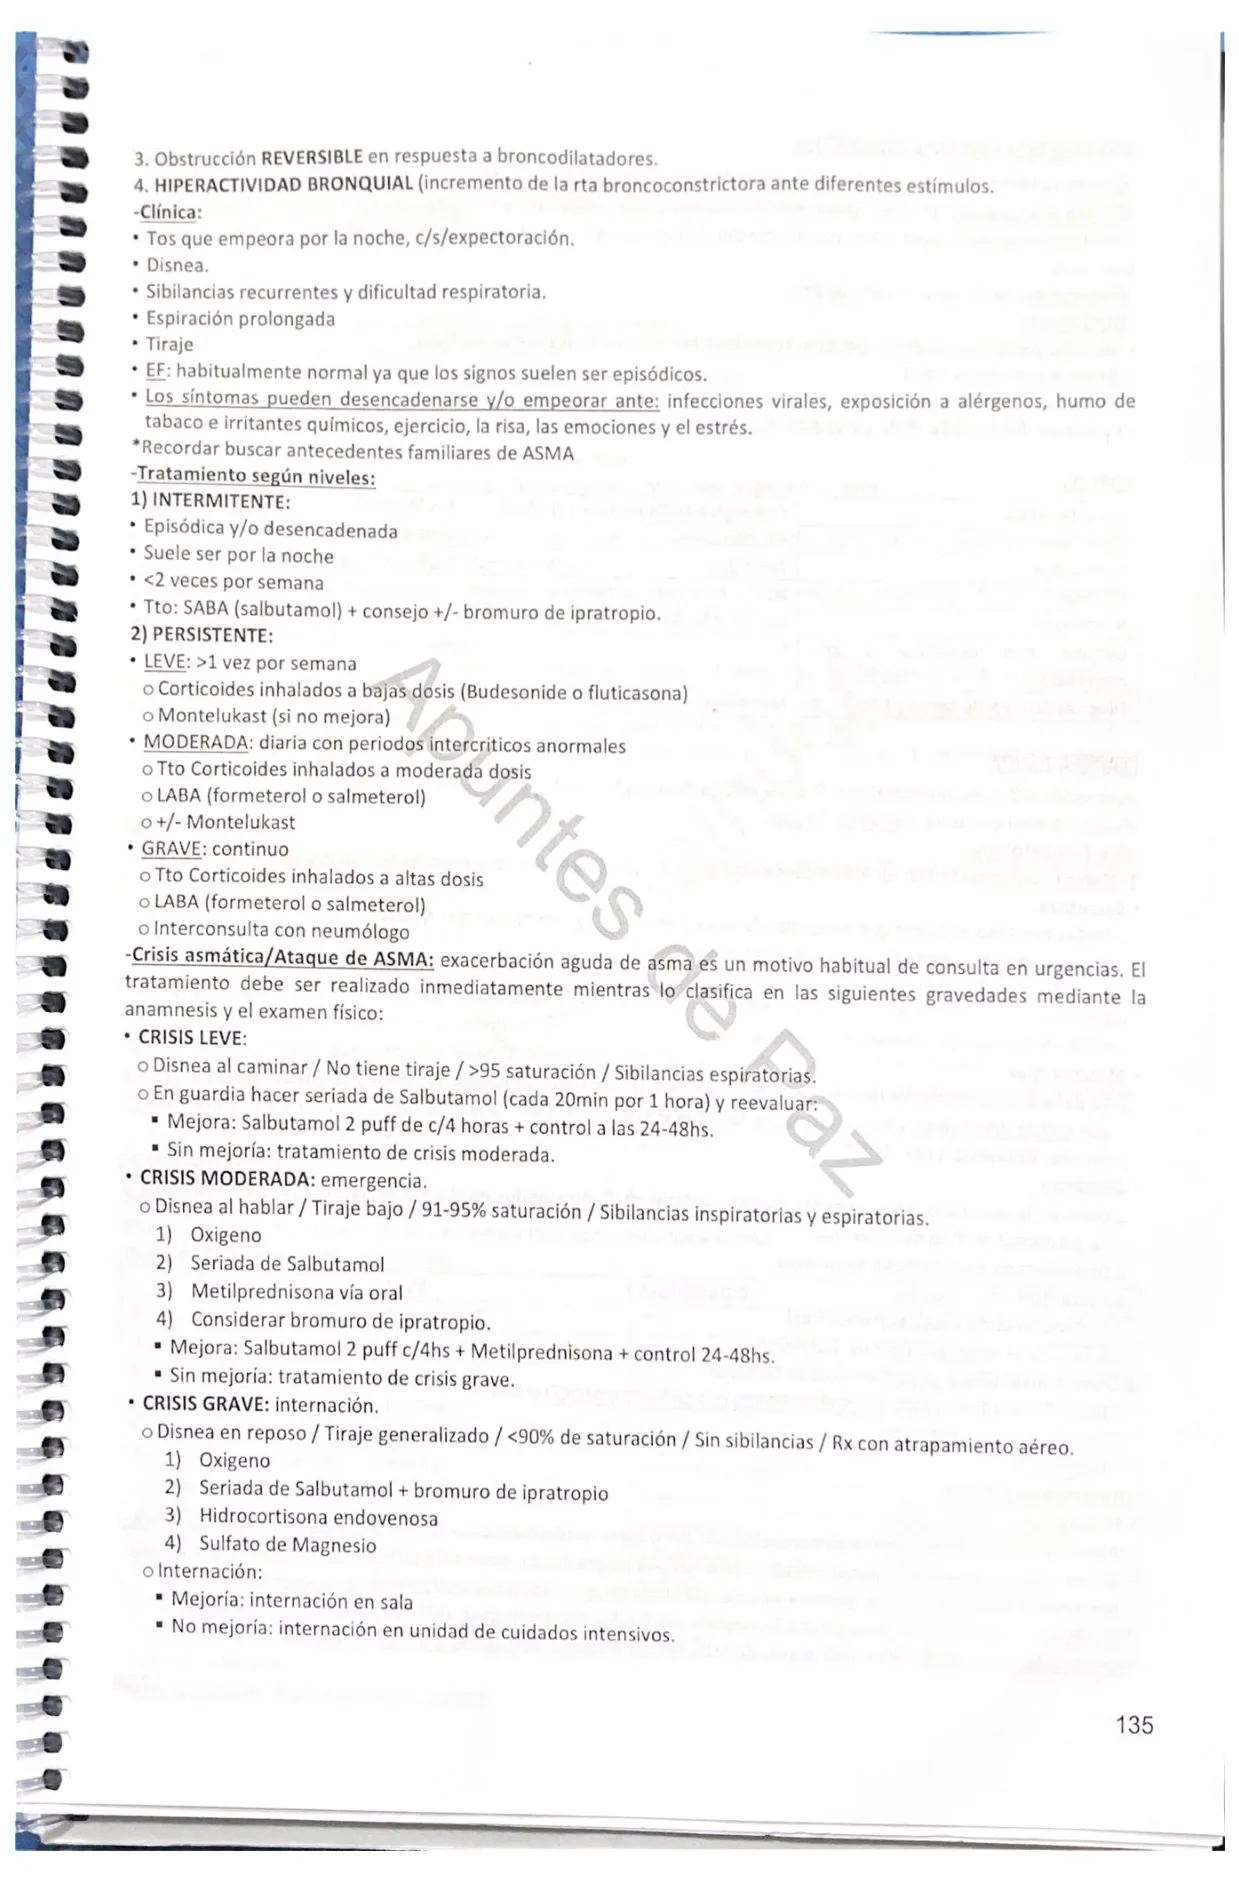 3. Obstrucción REVERSIBLE en respuesta a broncodilatadores.
4. HIPERACTIVIDAD BRONQUIAL (incremento de la rta broncoconstrictora ante diferentes estímulos.
-Clínica:
• Tos que empeora por la noche, c/s/expectoración.
• Disnea.
• Sibilancias recurrentes y dificultad respiratoria.
• Espiración prolongada
• Tiraje
• EF: habitualmente normal ya que los signos suelen ser episódicos.
• Los síntomas pueden desencadenarse y/o empeorar ante: infecciones virales, exposición a alérgenos, humo de
tabaco e irritantes químicos, ejercicio, la risa, las emociones y el estrés.
*Recordar buscar antecedentes familiares de ASMA
-Tratamiento según niveles:
1) INTERMITENTE:
• Episódica y/o desencadenada
• Suele ser por la noche
• <2 veces por semana
• Tto: SABA (salbutamol) + consejo +/- bromuro de ipratropio.
2) PERSISTENTE:
• LEVE: >1 vez por semana
o Corticoides inhalados a bajas dosis (Budesonide o fluticasona)
o Montelukast (si no mejora)
• MODERADA: diaria con periodos intercriticos anormales
o Tto Corticoides inhalados a moderada dosis
o LABA (formeterol o salmeterol)
o +/- Montelukast
• GRAVE: continuo
o Tto Corticoides inhalados a altas dosis
o LABA (formeterol o salmeterol)
o Interconsulta con neumólogo
-Crisis asmática/Ataque de ASMA: exacerbación aguda de asma es un motivo habitual de consulta en urgencias. El
tratamiento debe ser realizado inmediatamente mientras lo clasifica en las siguientes gravedades mediante la
anamnesis y el examen físico:
• CRISIS LEVE:
o Disnea al caminar / No tiene tiraje / >95 saturación / Sibilancias espiratorias.
o En guardia hacer seriada de Salbutamol (cada 20min por 1 hora) y reevaluar:
▪ Mejora: Salbutamol 2 puff de c/4 horas + control a las 24-48hs.
▪ Sin mejoría: tratamiento de crisis moderada.
• CRISIS MODERADA: emergencia.
o Disnea al hablar / Tiraje bajo / 91-95% saturación / Sibilancias inspiratorias y espiratorias.
1) Oxigeno
2) Seriada de Salbutamol
3) Metilprednisona vía oral
4) Considerar bromuro de ipratropio.
▪ Mejora: Salbutamol 2 puff c/4hs + Metilprednisona + control 24-48hs.
▪ Sin mejoría: tratamiento de crisis grave.
• CRISIS GRAVE: internación.
o Disnea en reposo / Tiraje generalizado / <90% de saturación / Sin sibilancias / Rx con atrapamiento aéreo.
1) Oxigeno
2) Seriada de Salbutamol + bromuro de ipratropio
3) Hidrocortisona endovenosa
4) Sulfato de Magnesio
o Internación:
▪ Mejoría: internación en sala
▪ No mejoría: internación en unidad de cuidados intensivos.
Apuntes de Paz
135